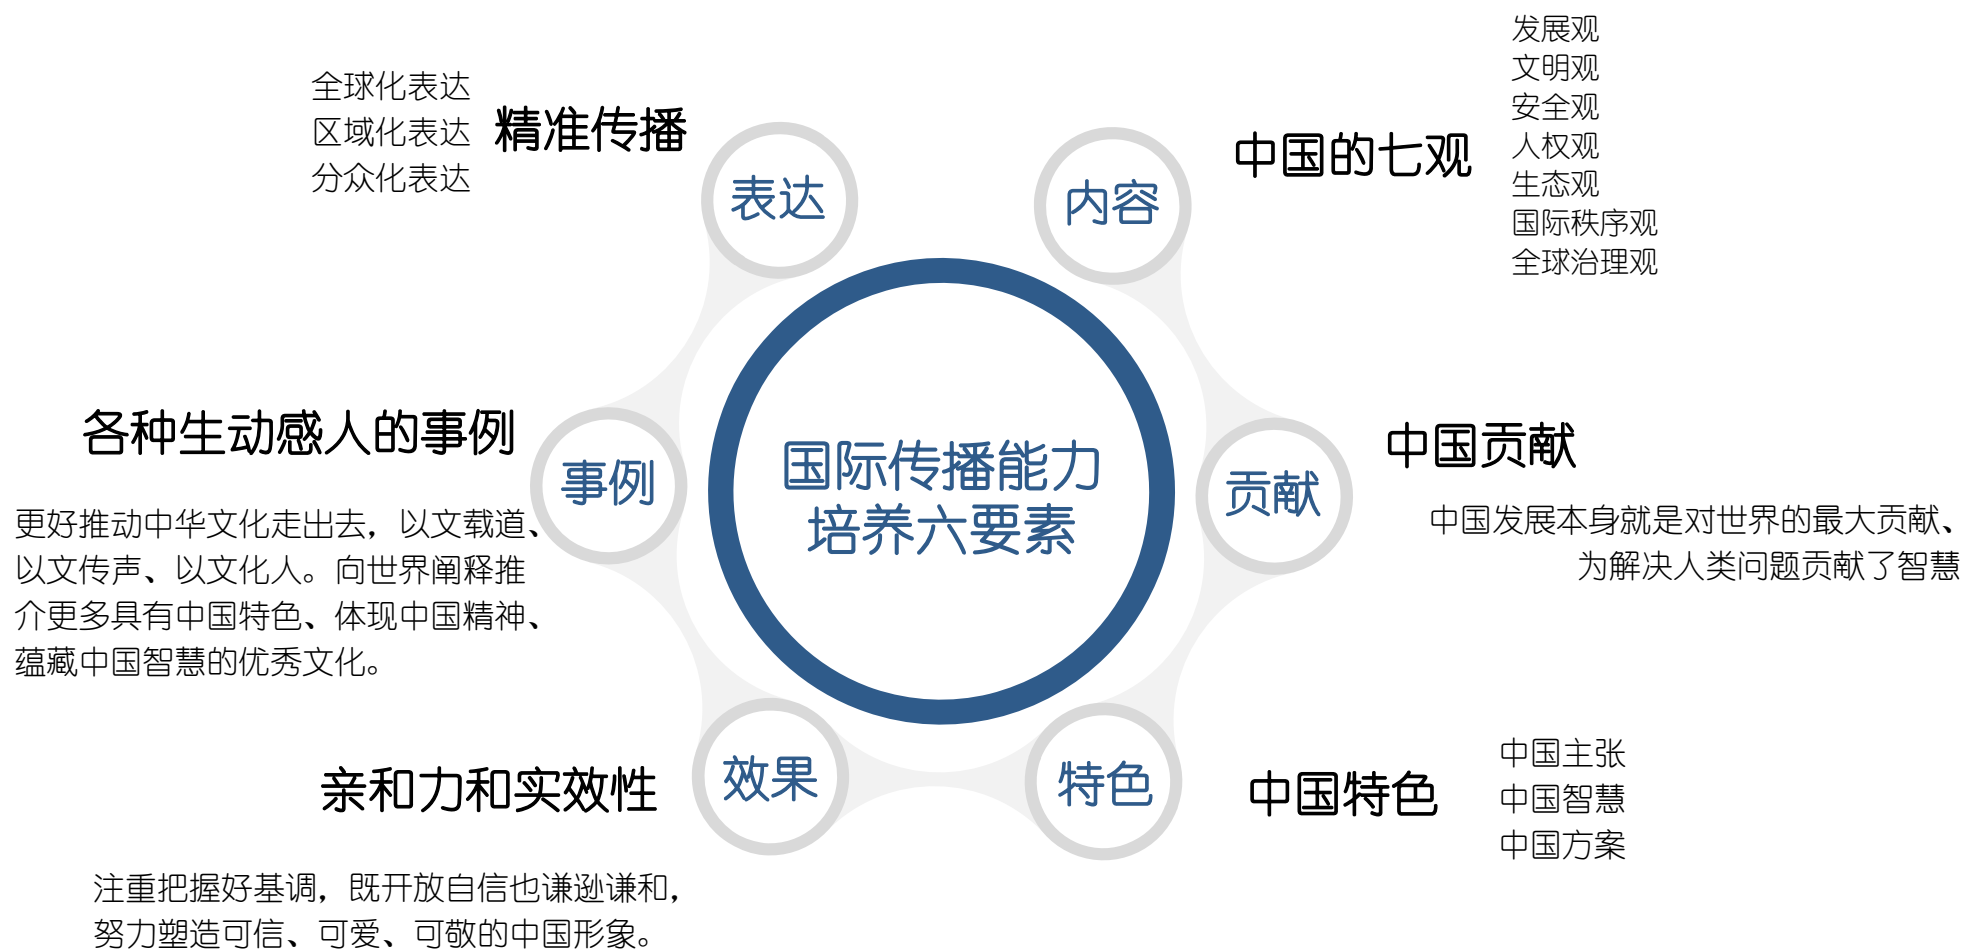 国际传播能力
培养六要素
表达
精准传播
全球化表达
区域化表达
分众化表达
内容
中国的七观
发展观
文明观
安全观
人权观
生态观
国际秩序观
全球治理观
事例
各种生动感人的事例
更好推动中华文化走出去，以文载道、
以文传声、以文化人。向世界阐释推
介更多具有中国特色、体现中国精神、
蕴藏中国智慧的优秀文化。
贡献
中国贡献
中国发展本身就是对世界的最大贡献、
为解决人类问题贡献了智慧
效果
亲和力和实效性
注重把握好基调，既开放自信也谦逊谦和，
努力塑造可信、可爱、可敬的中国形象。
特色
中国特色
中国主张
中国智慧
中国方案